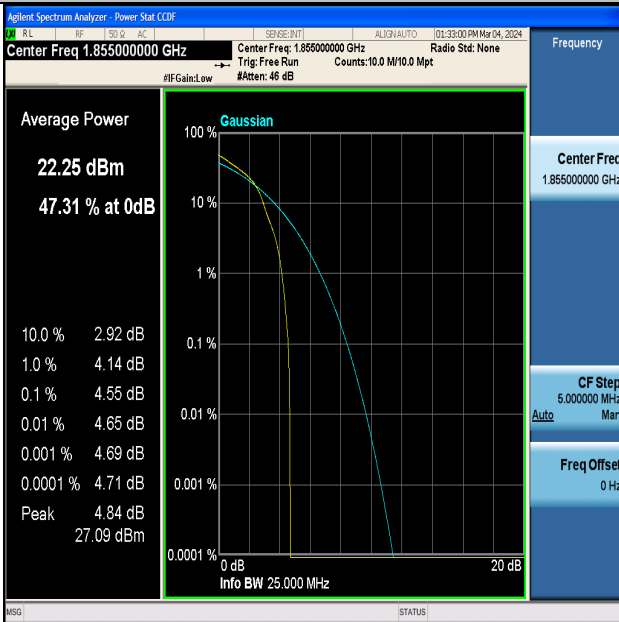 Agilent Spectrum Analyzer - Power Stat CCDF
LXI RL RF 50 Ω AC SENSE:INT ALIGN AUTO 01:33:00 PM Mar 04, 2024
Center Freq 1.855000000 GHz
Center Freq: 1.855000000 GHz Radio Std: None
Trig: Free Run Counts:10.0 M/10.0 Mpt
#IFGain:Low #Atten: 46 dB
Frequency
Average Power
22.25 dBm
47.31 % at 0dB
10.0 % 2.92 dB
1.0 % 4.14 dB
0.1 % 4.55 dB
0.01 % 4.65 dB
0.001 % 4.69 dB
0.0001 % 4.71 dB
Peak 4.84 dB
27.09 dBm
Gaussian
100 %
10 %
1 %
0.1 %
0.01 %
0.001 %
0.0001 %
0 dB 20 dB
Info BW 25.000 MHz
Center Freq
1.855000000 GHz
CF Step
5.000000 MHz
Auto Man
Freq Offset
0 Hz
MSG STATUS